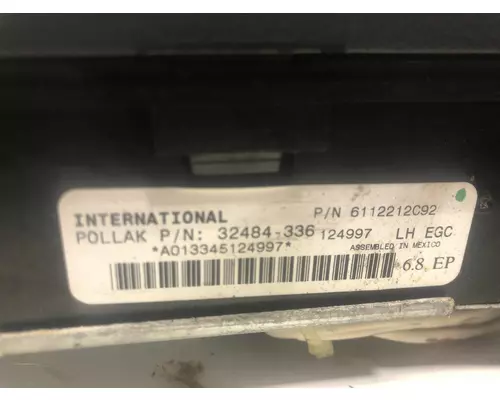 INTERNATIONAL P/N 6112212C92
POLLAK P/N: 32484-336 124997 LH EGC
*A013345124997* ASSEMBLED IN MEXICO
6.8 EP